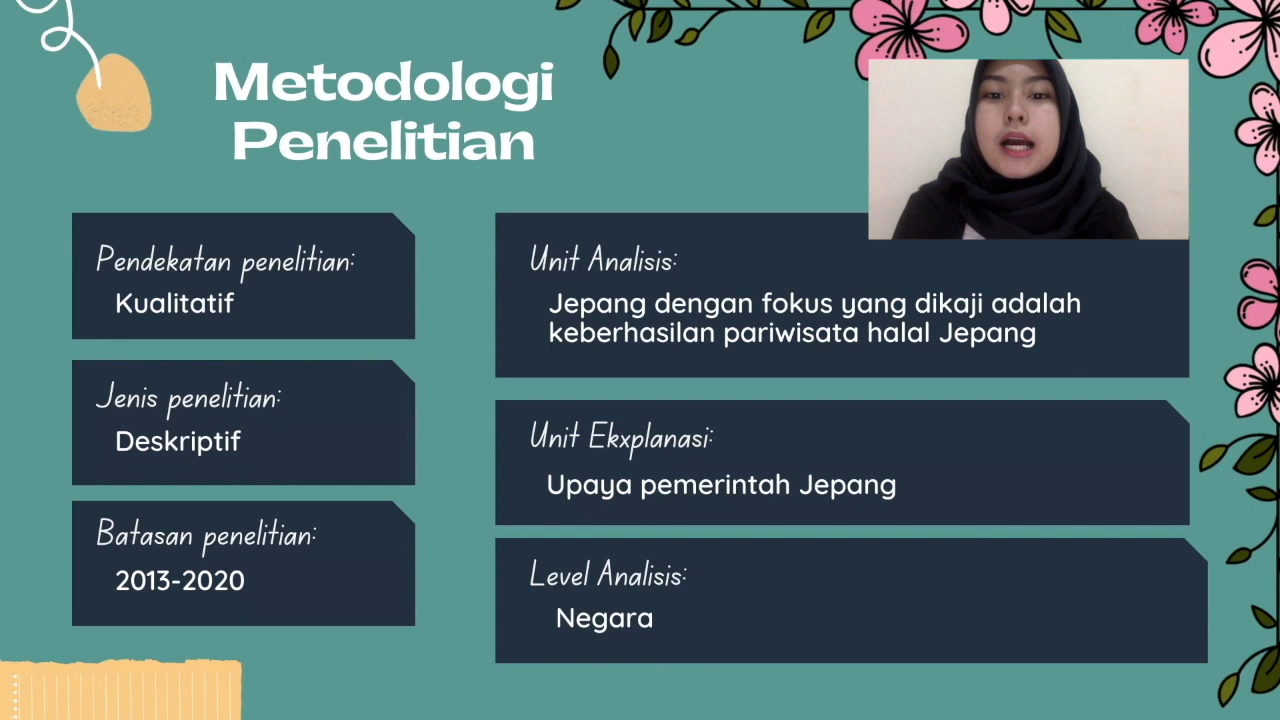 Metodologi
Penelitian
Pendekatan penelitian:
Kualitatif
Jenis penelitian:
Deskriptif
Batasan penelitian:
2013-2020
Unit Analisis:
Jepang dengan fokus yang dikaji adalah
keberhasilan pariwisata halal Jepang
Unit Ekxplanasi:
Upaya pemerintah Jepang
Level Analisis:
Negara